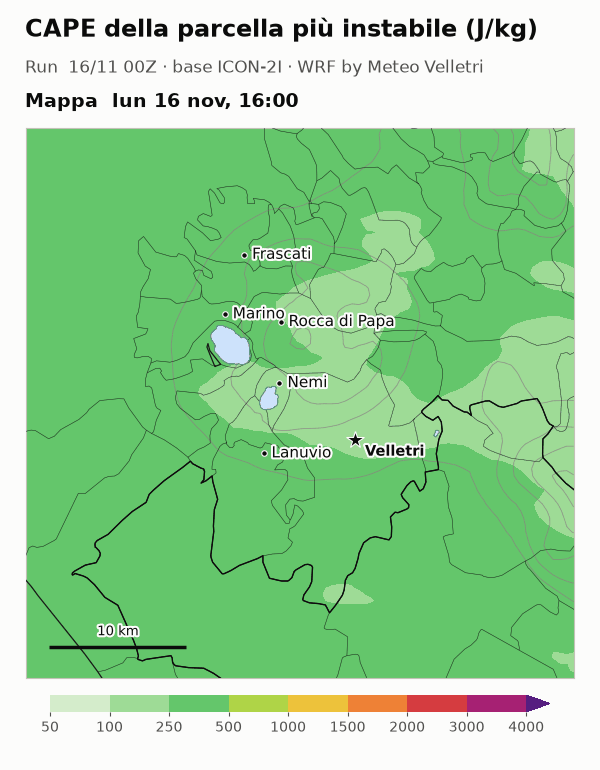 CAPE della parcella più instabile (J/kg)
Run  16/11 00Z · base ICON-2I · WRF by Meteo Velletri
Mappa  lun 16 nov, 16:00
Frascati
Marino
Rocca di Papa
Nemi
Velletri
Lanuvio
10 km
50 100 250 500 1000 1500 2000 3000 4000